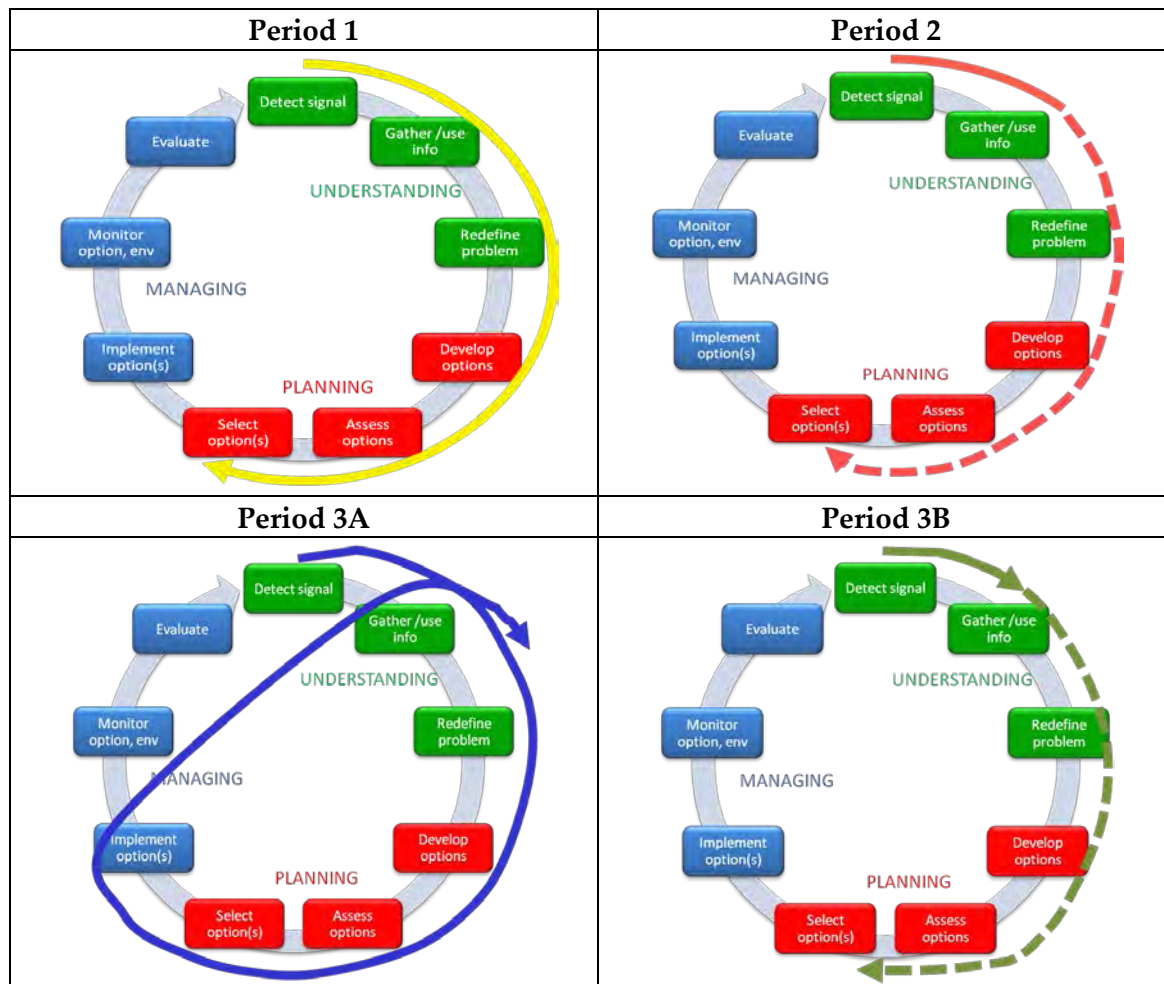 Period 1
Detect signal
Gather /use
info
UNDERSTANDING
Redefine
problem
Develop
options
PLANNING
Assess
options
Select
option(s)
Implement
option(s)
MANAGING
Monitor
option, env
Evaluate
Period 2
Detect signal
Gather /use
info
UNDERSTANDING
Redefine
problem
Develop
options
PLANNING
Assess
options
Select
option(s)
Implement
option(s)
MANAGING
Monitor
option, env
Evaluate
Period 3A
Detect signal
Gather /use
info
UNDERSTANDING
Redefine
problem
Develop
options
PLANNING
Assess
options
Select
option(s)
Implement
option(s)
MANAGING
Monitor
option, env
Evaluate
Period 3B
Detect signal
Gather /use
info
UNDERSTANDING
Redefine
problem
Develop
options
PLANNING
Assess
options
Select
option(s)
Implement
option(s)
MANAGING
Monitor
option, env
Evaluate